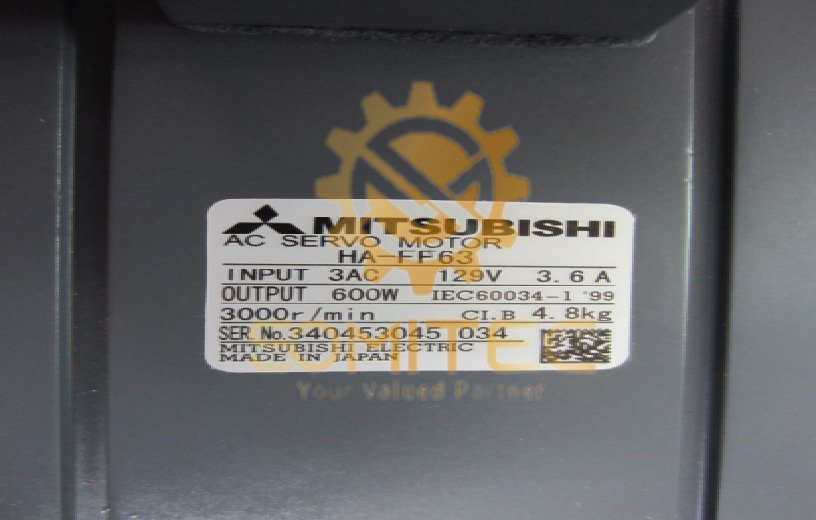 MITSUBISHI
AC SERVO MOTOR
HA-FF63
INPUT 3AC 129V 3.6A
OUTPUT 600W IEC60034-1 '99
3000r/min CI.B 4.8kg
SER.No.340453045 034
MITSUBISHI ELECTRIC
MADE IN JAPAN
Your Valued Partner